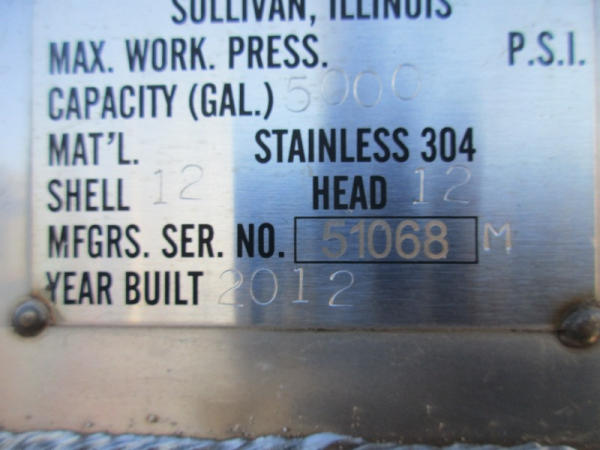 SULLIVAN, ILLINOIS
MAX. WORK. PRESS. P.S.I.
CAPACITY (GAL.) 5000
MAT'L. STAINLESS 304
SHELL 12 HEAD 12
MFGRS. SER. NO. 51068 M
YEAR BUILT 2012